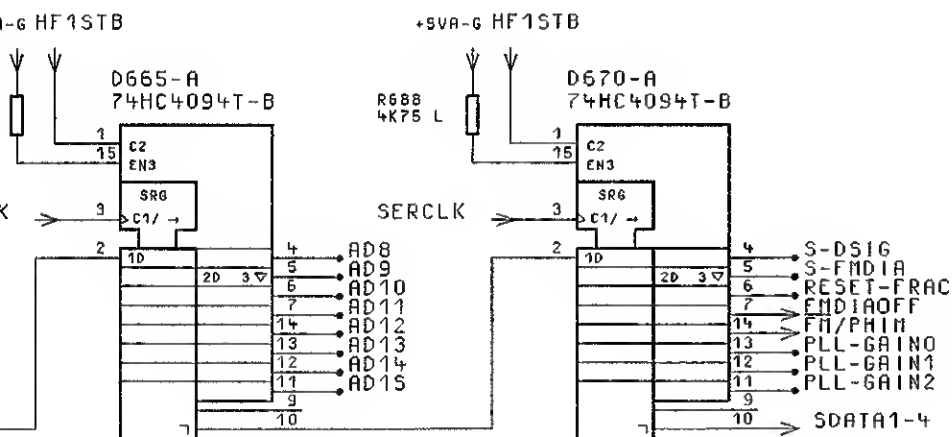 A-G HF1STB
+5VA-G HF1STB
D665-A
74HC4094T-B
1
C2
15
EN3
SRG
K
9
C1/ →
2
1D
2D 3 ▽
4 AD8
5 AD9
6 AD10
7 AD11
14 AD12
13 AD13
12 AD14
11 AD15
9
10
D670-A
74HC4094T-B
R688
4K75 L
1
C2
15
EN3
SRG
SERCLK
3
C1/ →
2
1D
2D 3 ▽
4 S-DSIG
5 S-FMDIA
6 RESET-FRAC
7 FMDIAOFF
14 FM/PHIM
13 PLL-GAIN0
12 PLL-GAIN1
11 PLL-GAIN2
9
10 SDATA1-4